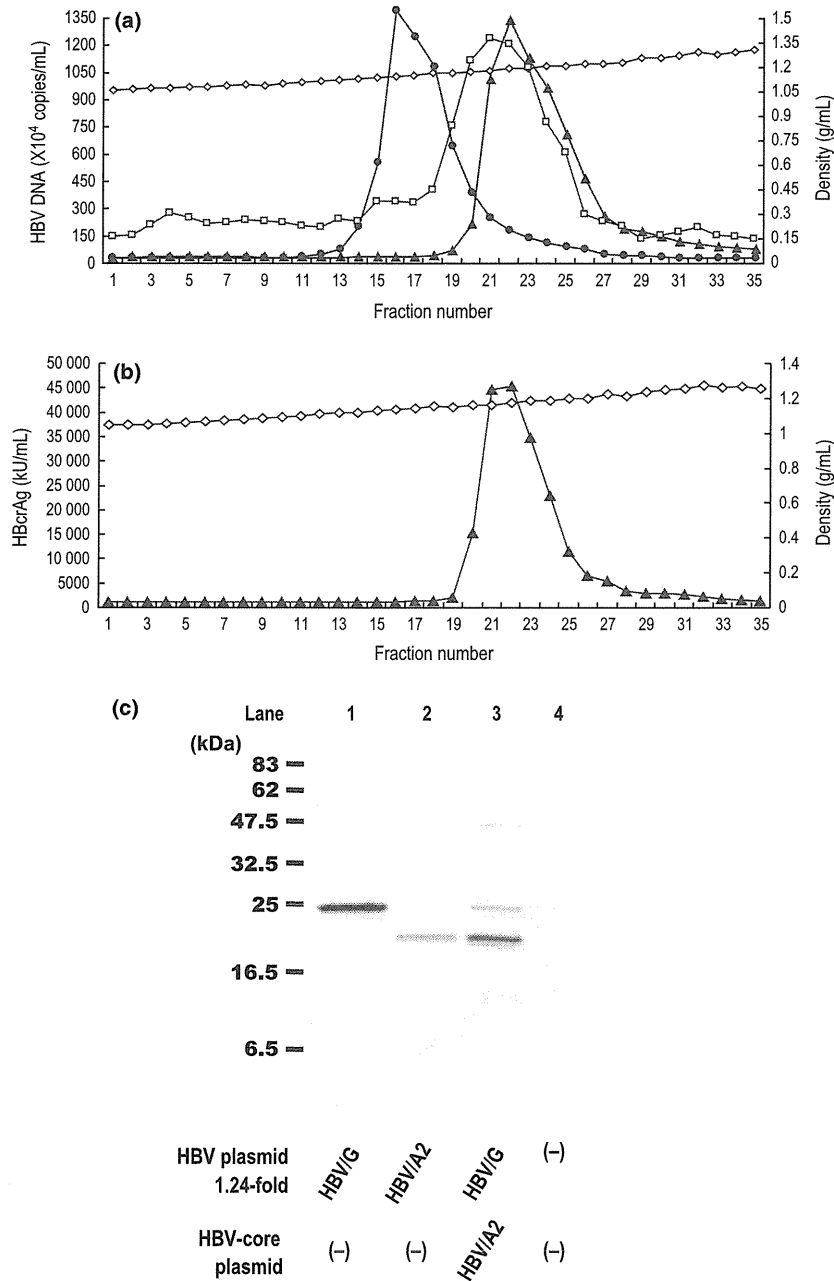 (a)
1350
1200
1050
900
750
600
450
300
150
0
HBV DNA (X10⁴ copies/mL)
1.5
1.35
1.2
1.05
0.9
0.75
0.6
0.45
0.3
0.15
0
Density (g/mL)
1 3 5 7 9 11 13 15 17 19 21 23 25 27 29 31 33 35
Fraction number
(b)
50 000
45 000
40 000
35 000
30 000
25 000
20 000
15 000
10 000
5000
0
HBcrAg (kU/mL)
1.4
1.2
1
0.8
0.6
0.4
0.2
0
Density (g/mL)
1 3 5 7 9 11 13 15 17 19 21 23 25 27 29 31 33 35
Fraction number
(c)
Lane 1 2 3 4
(kDa)
83
62
47.5
32.5
25
16.5
6.5
HBV plasmid
1.24-fold
HBV/G HBV/A2 HBV/G (–)
HBV-core
plasmid
(–) (–) HBV/A2 (–)